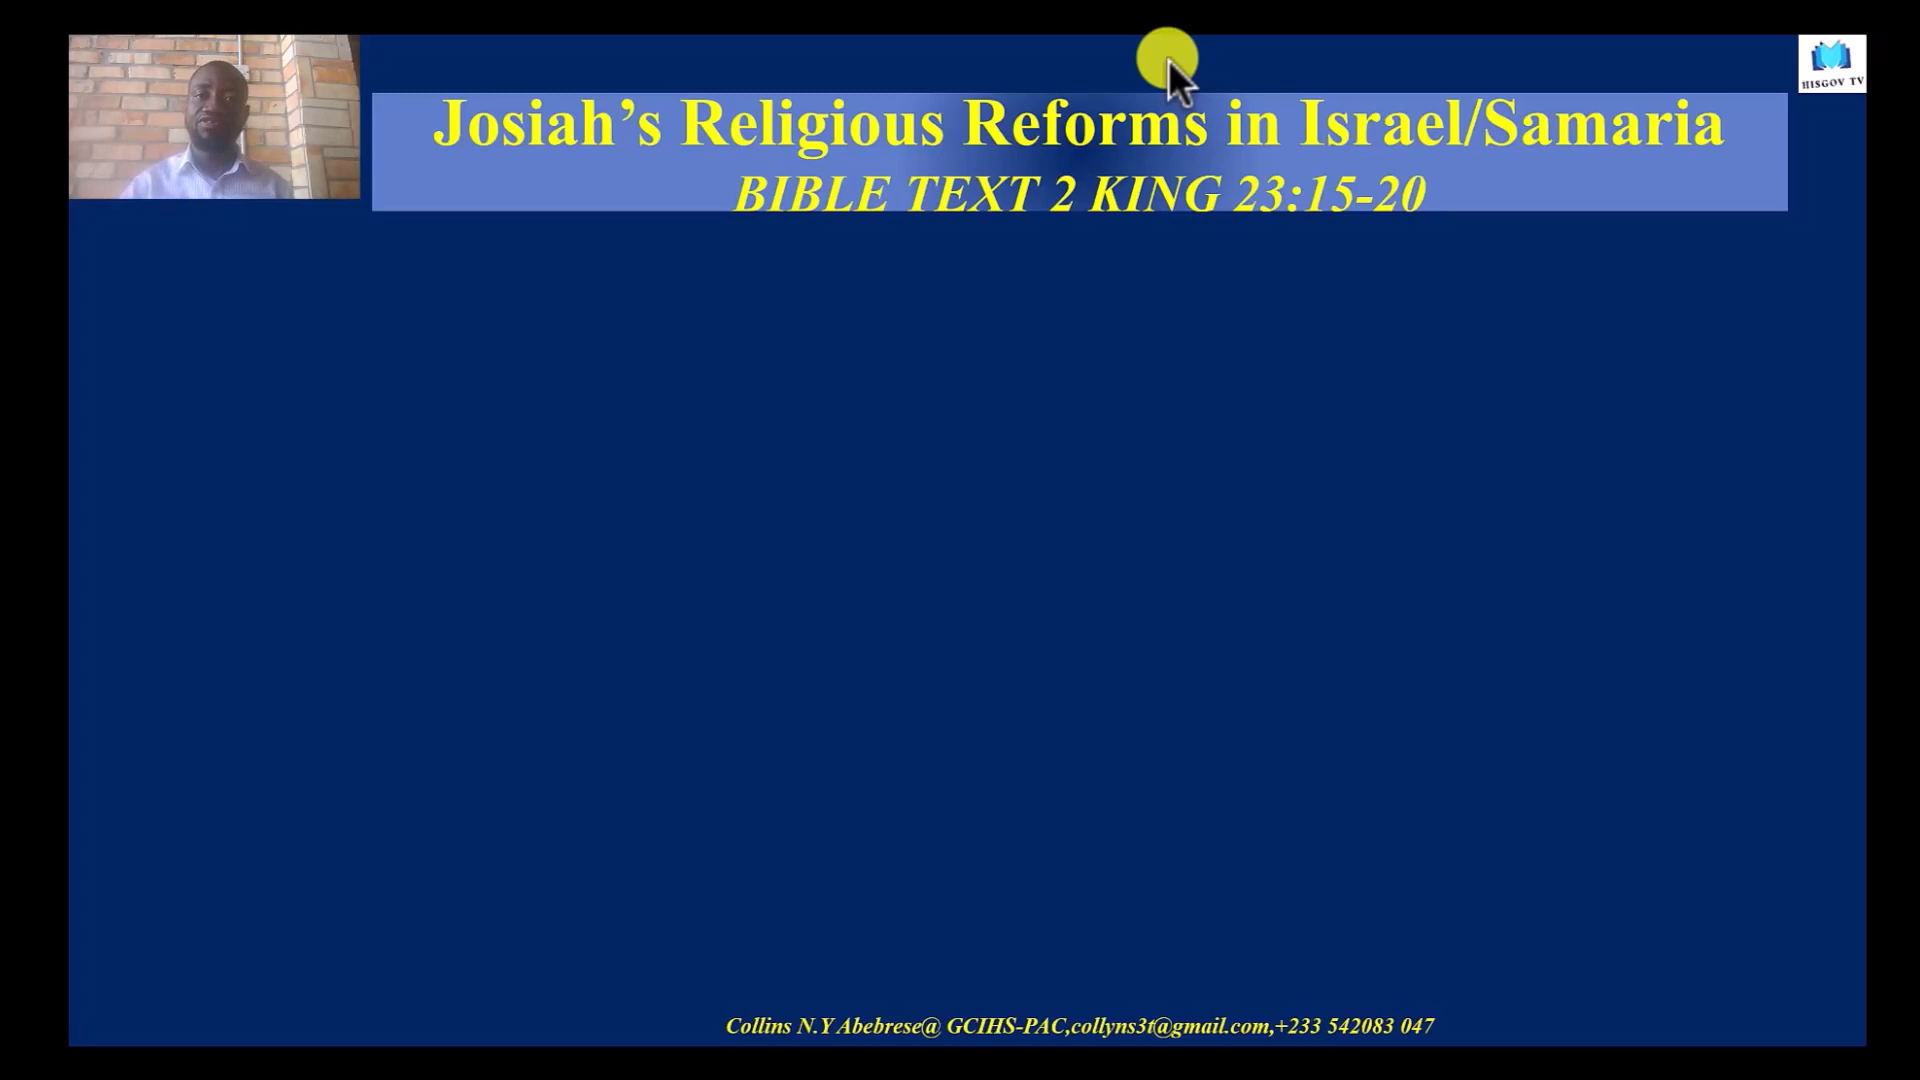 HISGOV TV
Josiah’s Religious Reforms in Israel/Samaria
BIBLE TEXT 2 KING 23:15-20
Collins N.Y Abebrese@ GCIHS-PAC,collyns3t@gmail.com,+233 542083 047